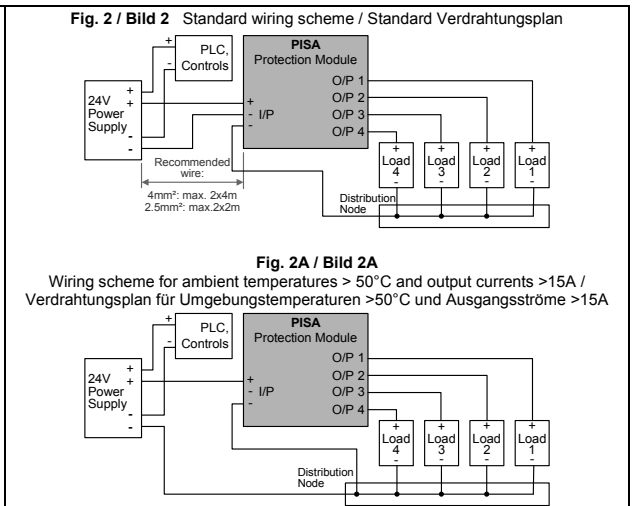 Fig. 2 / Bild 2 Standard wiring scheme / Standard Verdrahtungsplan
+
-
PLC,
Controls
PISA
Protection Module
O/P 1
O/P 2
O/P 3
O/P 4
24V
Power
Supply
+
+
-
-
+
- I/P
-
Recommended
wire:
4mm²: max. 2x4m
2.5mm²: max.2x2m
+
Load
4
-
+
Load
3
-
+
Load
2
-
+
Load
1
-
Distribution
Node
Fig. 2A / Bild 2A
Wiring scheme for ambient temperatures > 50°C and output currents >15A /
Verdrahtungsplan für Umgebungstemperaturen >50°C und Ausgangsströme >15A
+
-
PLC,
Controls
PISA
Protection Module
O/P 1
O/P 2
O/P 3
O/P 4
24V
Power
Supply
+
+
-
-
+
- I/P
-
+
Load
4
-
+
Load
3
-
+
Load
2
-
+
Load
1
-
Distribution
Node